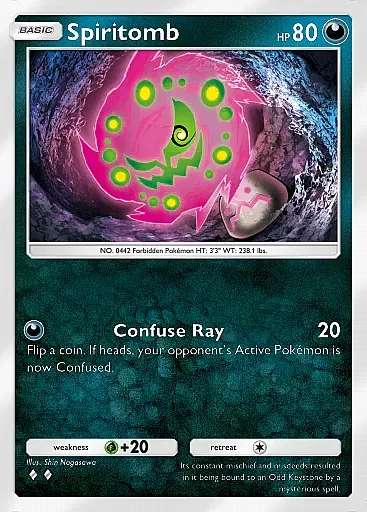 BASIC Spiritomb HP 80
NO. 0442 Forbidden Pokémon HT: 3'3" WT: 238.1 lbs.
Confuse Ray 20
Flip a coin. If heads, your opponent's Active Pokémon is
now Confused.
weakness +20 retreat
Illus. Shin Nagasawa
Its constant mischief and misdeeds resulted
in it being bound to an Odd Keystone by a
mysterious spell.